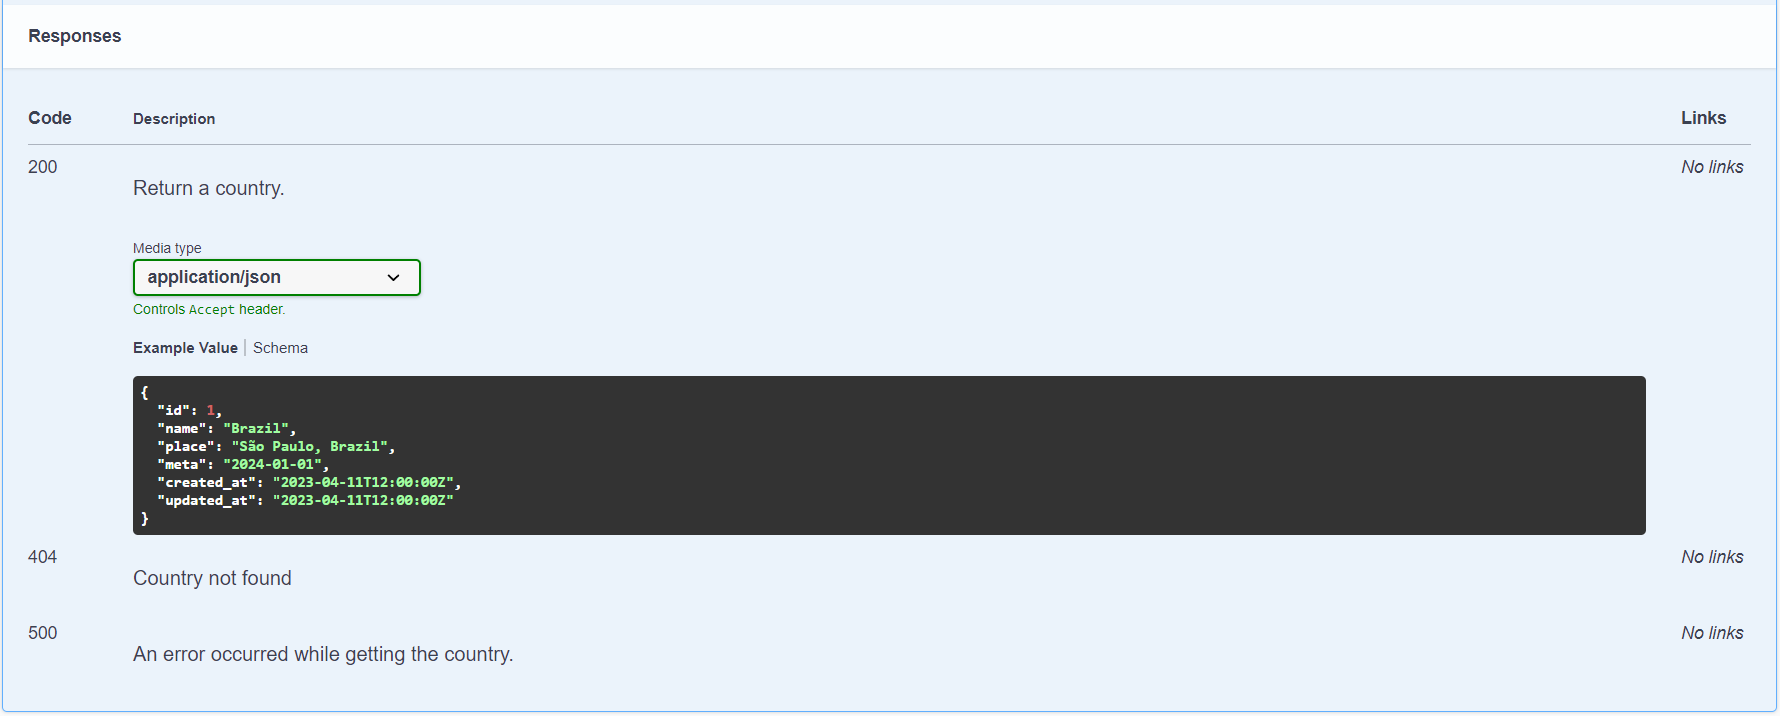 Responses
Code Description Links
200 No links
Return a country.
Media type
application/json
Controls Accept header.
Example Value Schema
{
"id": 1,
"name": "Brazil",
"place": "São Paulo, Brazil",
"meta": "2024-01-01",
"created_at": "2023-04-11T12:00:00Z",
"updated_at": "2023-04-11T12:00:00Z"
}
404 No links
Country not found
500 No links
An error occurred while getting the country.